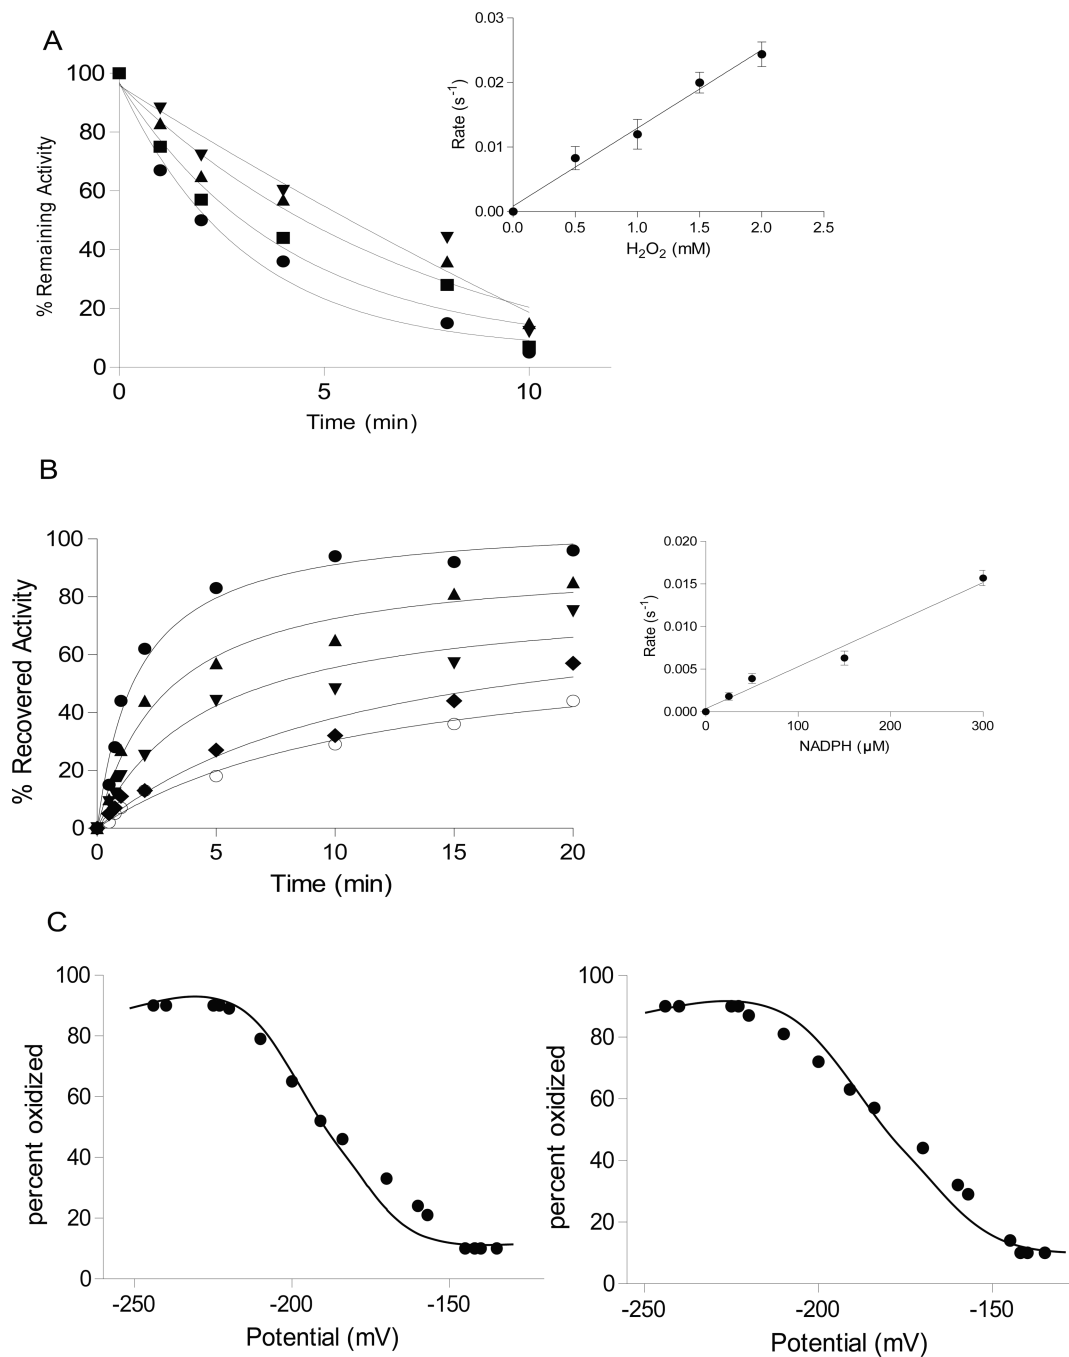 A
100
80
60
40
20
0
% Remaining Activity
0 5 10
Time (min)
0.03
0.02
0.01
0.00
Rate (s⁻¹)
0.0 0.5 1.0 1.5 2.0 2.5
H₂O₂ (mM)
B
100
80
60
40
20
0
% Recovered Activity
0 5 10 15 20
Time (min)
0.020
0.015
0.010
0.005
0.000
Rate (s⁻¹)
0 100 200 300
NADPH (µM)
C
100
80
60
40
20
0
percent oxidized
-250 -200 -150
Potential (mV)
100
80
60
40
20
0
percent oxidized
-250 -200 -150
Potential (mV)